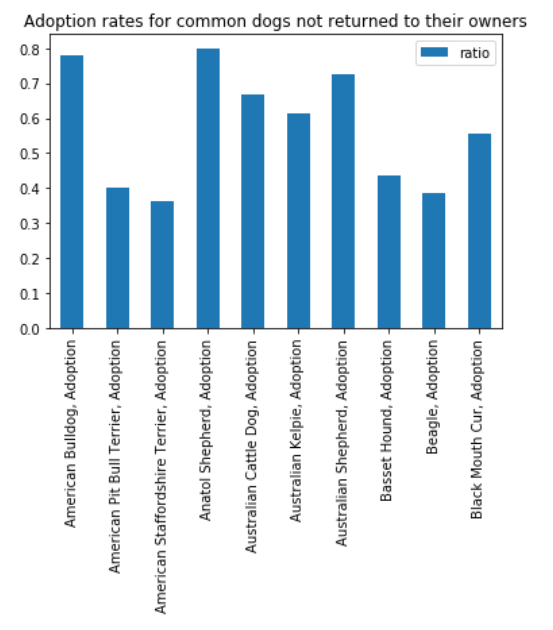 Adoption rates for common dogs not returned to their owners
ratio
0.8
0.7
0.6
0.5
0.4
0.3
0.2
0.1
0.0
American Bulldog, Adoption
American Pit Bull Terrier, Adoption
American Staffordshire Terrier, Adoption
Anatol Shepherd, Adoption
Australian Cattle Dog, Adoption
Australian Kelpie, Adoption
Australian Shepherd, Adoption
Basset Hound, Adoption
Beagle, Adoption
Black Mouth Cur, Adoption